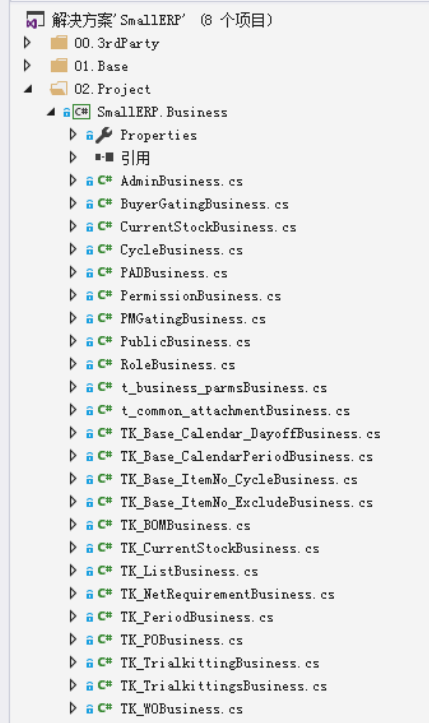 解决方案'SmallERP' (8 个项目)
00.3rdParty
01.Base
02.Project
C# SmallERP.Business
Properties
引用
C# AdminBusiness.cs
C# BuyerGatingBusiness.cs
C# CurrentStockBusiness.cs
C# CycleBusiness.cs
C# PADBusiness.cs
C# PermissionBusiness.cs
C# PMGatingBusiness.cs
C# PublicBusiness.cs
C# RoleBusiness.cs
C# t_business_parmsBusiness.cs
C# t_common_attachmentBusiness.cs
C# TK_Base_Calendar_DayoffBusiness.cs
C# TK_Base_CalendarPeriodBusiness.cs
C# TK_Base_ItemNo_CycleBusiness.cs
C# TK_Base_ItemNo_ExcludeBusiness.cs
C# TK_BOMBusiness.cs
C# TK_CurrentStockBusiness.cs
C# TK_ListBusiness.cs
C# TK_NetRequirementBusiness.cs
C# TK_PeriodBusiness.cs
C# TK_POBusiness.cs
C# TK_TrialkittingBusiness.cs
C# TK_TrialkittingsBusiness.cs
C# TK_WOBusiness.cs